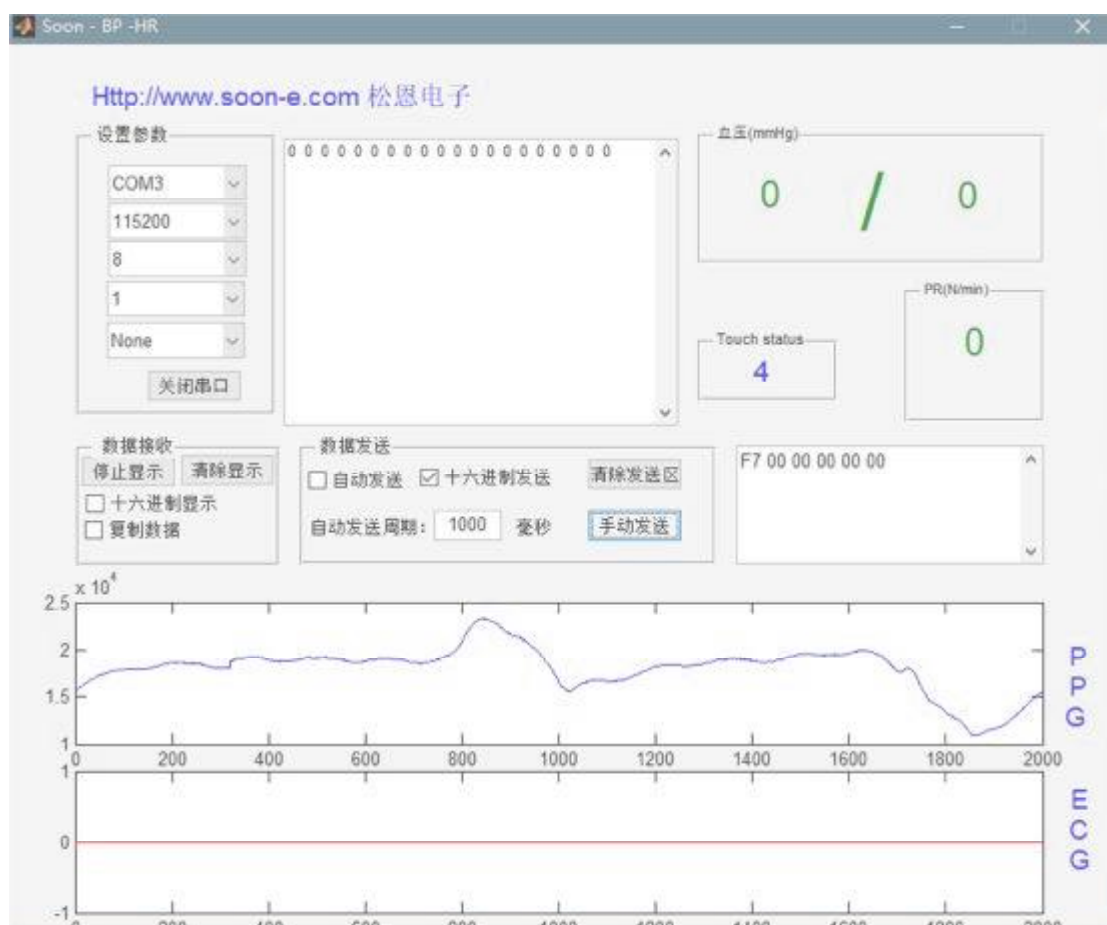 Soon - BP -HR
Http://www.soon-e.com 松恩电子
设置参数
COM3
115200
8
1
None
关闭串口
0 0 0 0 0 0 0 0 0 0 0 0 0 0 0 0 0 0 0 0
血压(mmHg)
0 / 0
PR(N/min)
0
Touch status
4
数据接收
停止显示 清除显示
十六进制显示
复制数据
数据发送
自动发送 十六进制发送 清除发送区
自动发送周期: 1000 毫秒 手动发送
F7 00 00 00 00 00
x 10^4
2.5
2
1.5
1
0 200 400 600 800 1000 1200 1400 1600 1800 2000
PPG
1
0
-1
ECG